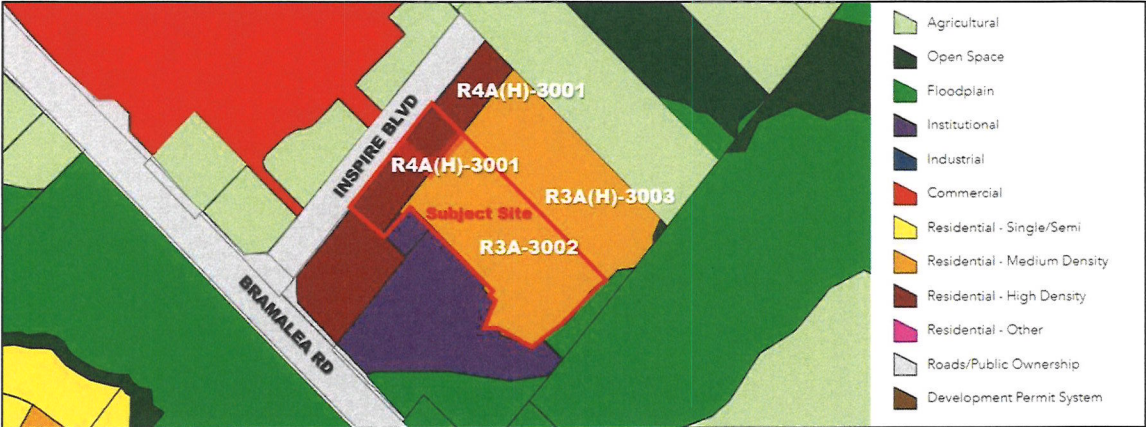 R4A(H)-3001
INSPIRE BLVD
R4A(H)-3001
R3A(H)-3003
Subject Site
R3A-3002
BRAMALEA RD
Agricultural
Open Space
Floodplain
Institutional
Industrial
Commercial
Residential - Single/Semi
Residential - Medium Density
Residential - High Density
Residential - Other
Roads/Public Ownership
Development Permit System